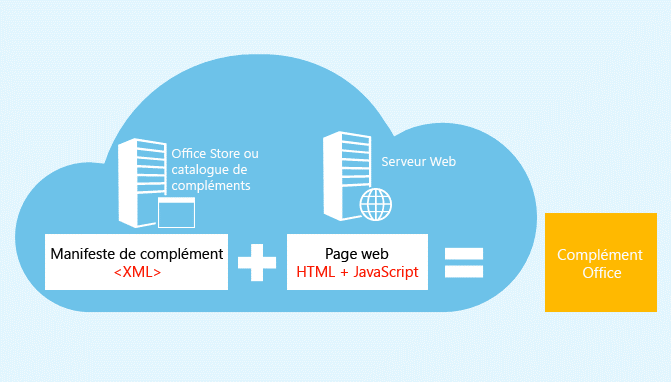 Office Store ou
catalogue de
compléments
Serveur Web
Manifeste de complément
<XML>
Page web
HTML + JavaScript
Complément
Office